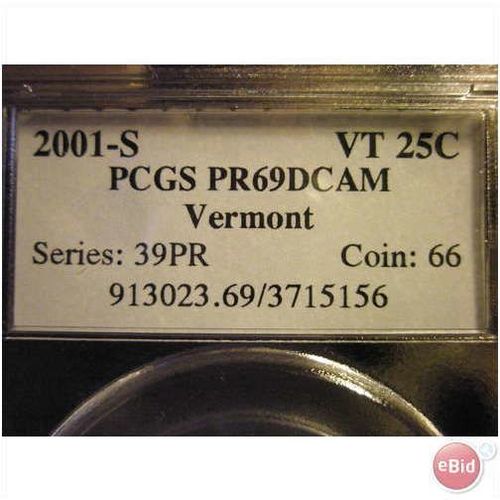 2001-S VT 25C
PCGS PR69DCAM
Vermont
Series: 39PR Coin: 66
913023.69/3715156
eBid